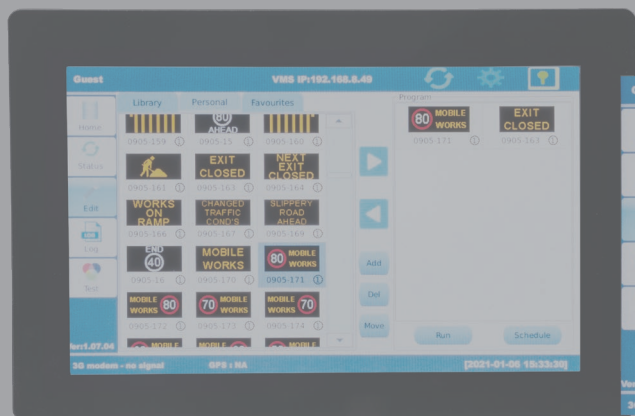 Guest
VMS IP:192.168.8.49
Library
Personal
Favourites
Program
Home
Status
Edit
Log
Test
Ver:1.07.04
80
AHEAD
0905-159
0905-15
0905-160
EXIT
CLOSED
NEXT
EXIT
CLOSED
0905-161
0905-163
0905-164
WORKS
ON
RAMP
CHANGED
TRAFFIC
COND'S
SLIPPERY
ROAD
AHEAD
0905-166
0905-167
0905-169
END
40
MOBILE
WORKS
80 MOBILE
WORKS
0905-16
0905-170
0905-171
MOBILE
WORKS 80
70 MOBILE
WORKS
MOBILE
WORKS 70
0905-172
0905-173
0905-174
MOBILE
MOBILE
Add
Del
Move
80 MOBILE
WORKS
EXIT
CLOSED
0905-171
0905-163
Run
Schedule
3G modem - no signal
GPS : NA
[2021-01-06 15:33:30]